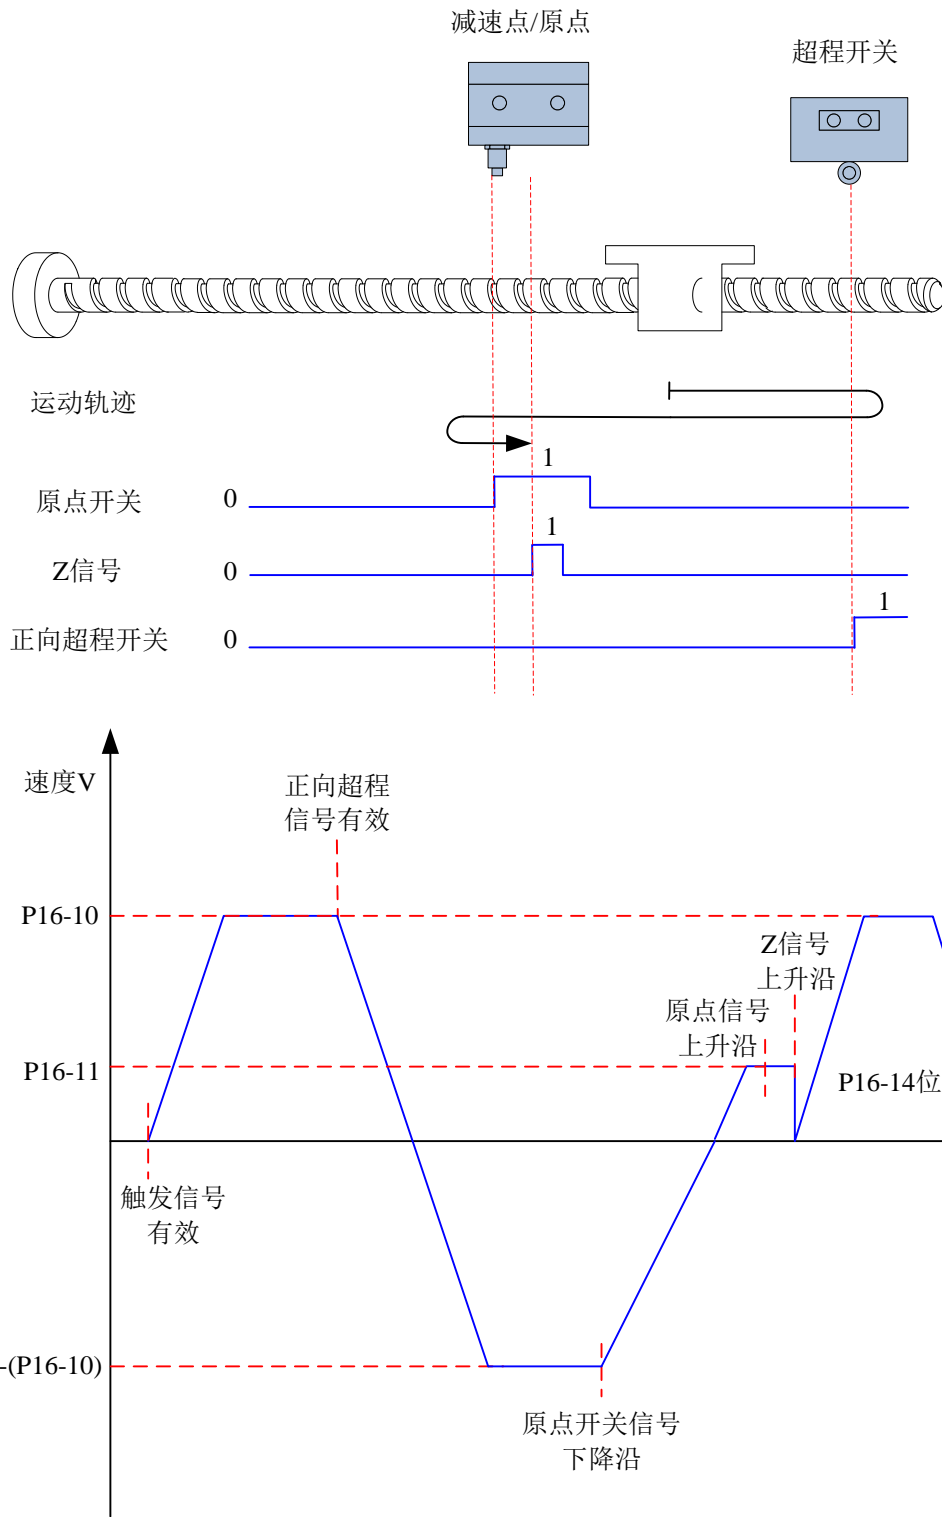 减速点/原点
超程开关
运动轨迹
1
原点开关
0
1
Z信号
0
1
正向超程开关
0
速度V
正向超程
信号有效
P16-10
Z信号
上升沿
原点信号
上升沿
P16-11
P16-14位
触发信号
有效
-(P16-10)
原点开关信号
下降沿